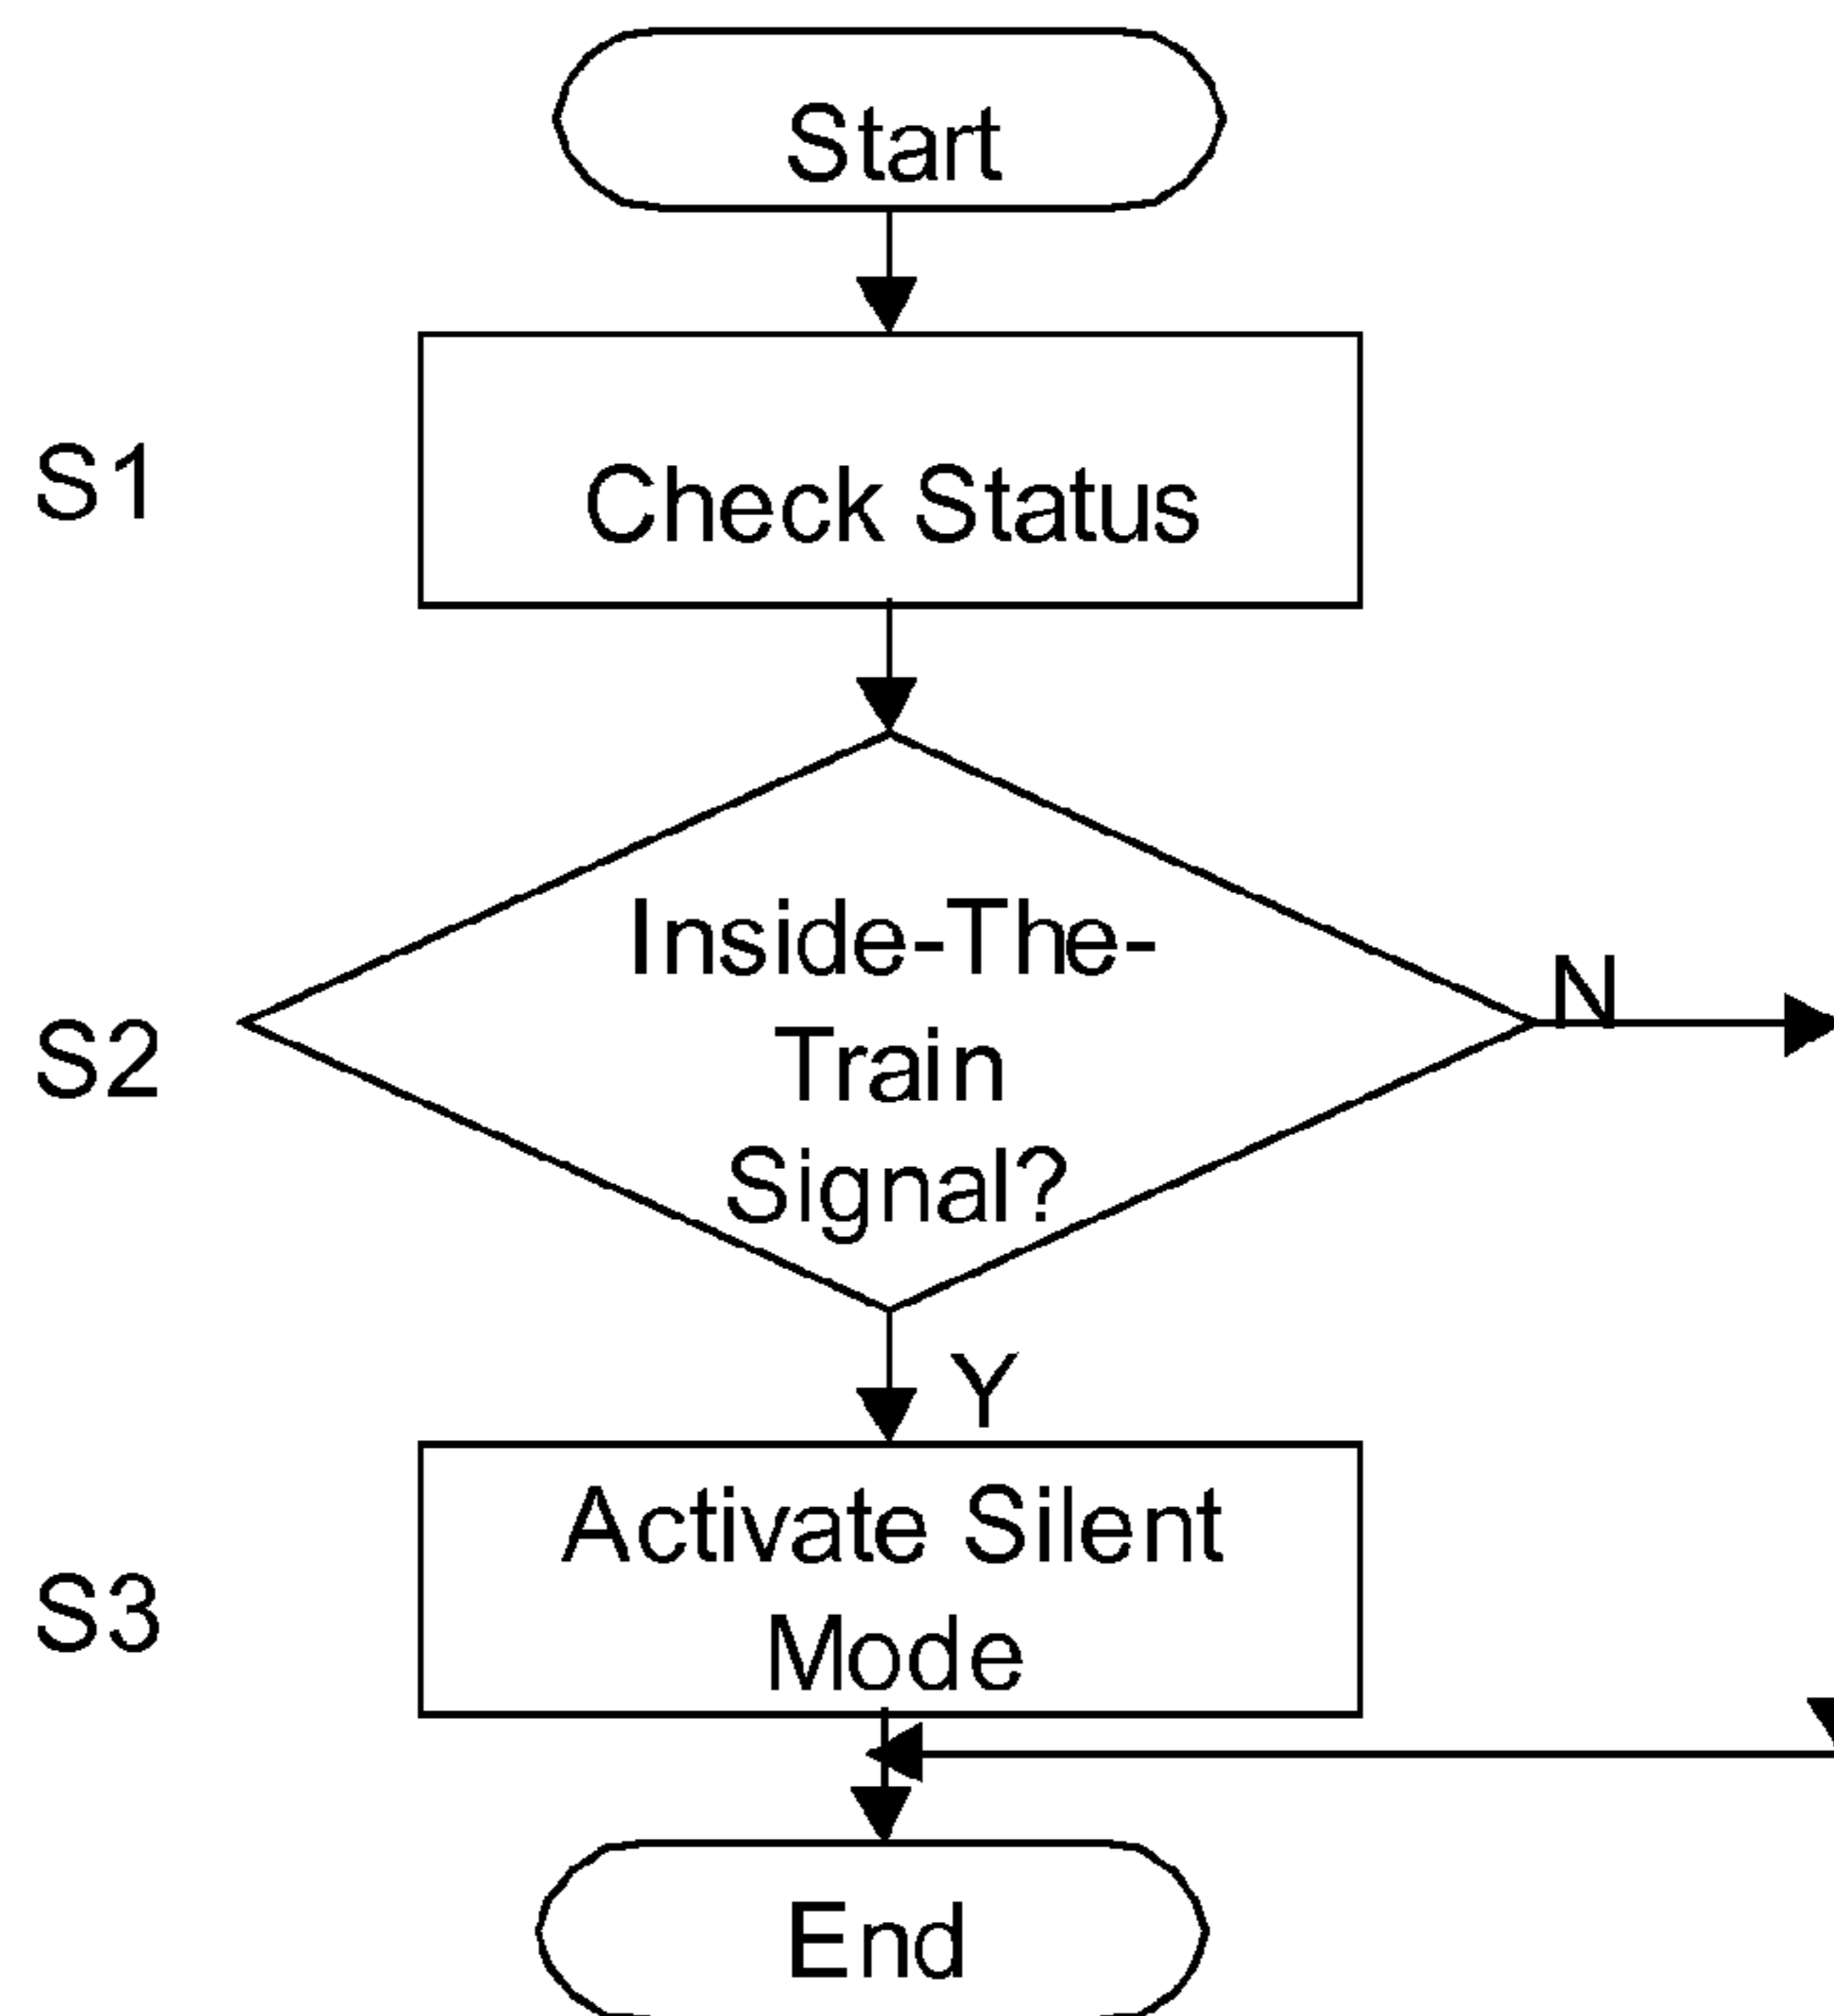 Start
S1
Check Status
S2
Inside-The-
Train
Signal?
N
Y
S3
Activate Silent
Mode
End